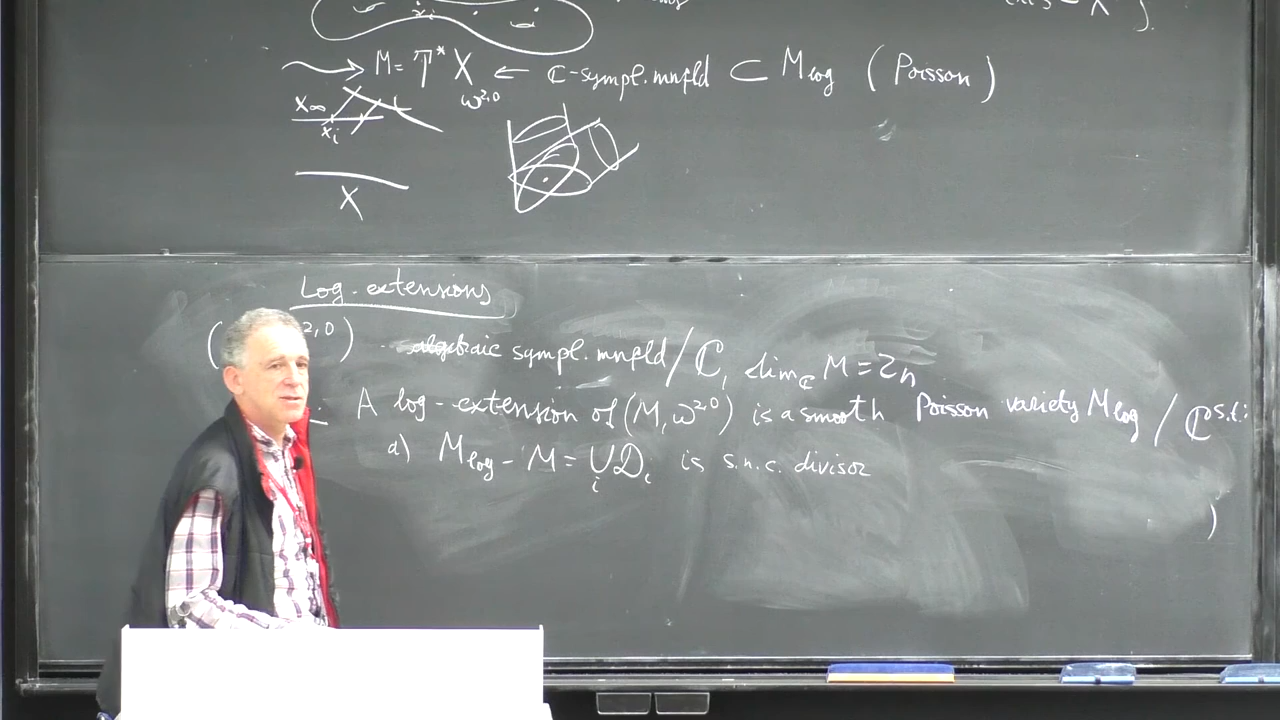 M = T* X ← ℂ-sympl. mnfld ⊂ M_log ( Poisson )
ω^{2,0}
X_∞
x_i
X
Log-extensions
( 2,0 ) algebraic sympl. mnfld / ℂ, dim_ℂ M = 2n
A log-extension of (M, ω^{2,0}) is a smooth Poisson variety M_log / ℂ s.t:
a) M_log - M = ∪_i D_i is s.n.c. divisor
)